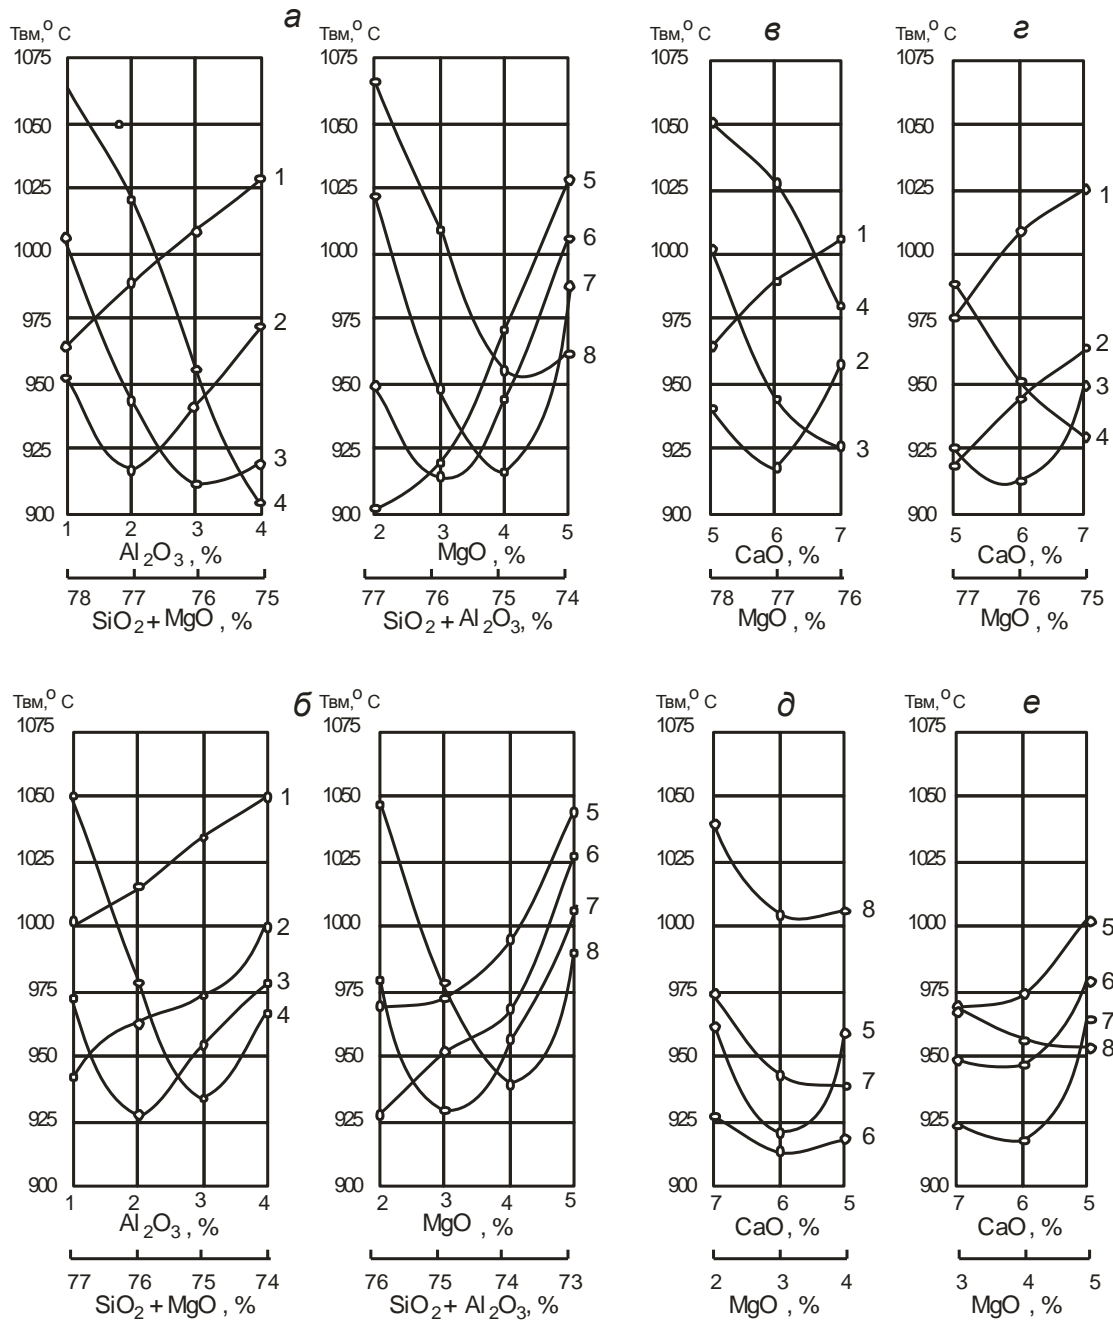 а
в
г
Твм,° С
Твм,° С
Твм,° С
Твм,° С
1075
1050
1025
1000
975
950
925
900
1
2
3
4
1 2 3 4
Al2O3, %
78 77 76 75
SiO2+MgO, %
1075
1050
1025
1000
975
950
925
900
5
6
7
8
2 3 4 5
MgO, %
77 76 75 74
SiO2+Al2O3, %
1075
1050
1025
1000
975
950
925
900
1
4
2
3
5 6 7
CaO, %
78 77 76
MgO, %
1075
1050
1025
1000
975
950
925
900
1
2
3
4
5 6 7
CaO, %
77 76 75
MgO, %
б
д
е
Твм,° С
Твм,° С
Твм,° С
Твм,° С
1075
1050
1025
1000
975
950
925
900
1
2
3
4
1 2 3 4
Al2O3, %
77 76 75 74
SiO2+MgO, %
1075
1050
1025
1000
975
950
925
900
5
6
7
8
2 3 4 5
MgO, %
76 75 74 73
SiO2+Al2O3, %
1075
1050
1025
1000
975
950
925
900
8
5
7
6
7 6 5
CaO, %
2 3 4
MgO, %
1075
1050
1025
1000
975
950
925
900
5
6
7
8
7 6 5
CaO, %
3 4 5
MgO, %